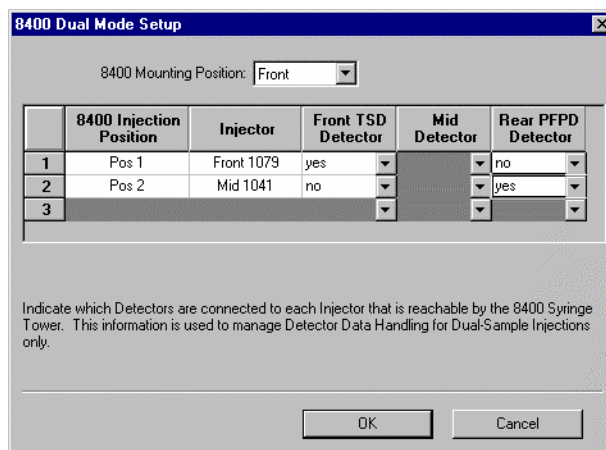 8400 Dual Mode Setup
8400 Mounting Position: Front
8400 Injection Position Injector Front TSD Detector Mid Detector Rear PFPD Detector
1 Pos 1 Front 1079 yes no
2 Pos 2 Mid 1041 no yes
3
Indicate which Detectors are connected to each Injector that is reachable by the 8400 Syringe
Tower. This information is used to manage Detector Data Handling for Dual-Sample Injections
only.
OK Cancel